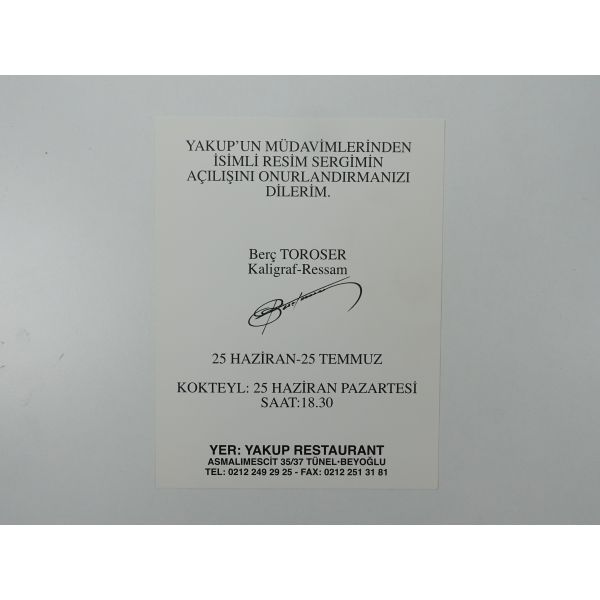 YAKUP'UN MÜDAVİMLERİNDEN
İSİMLİ RESİM SERGİMİN
AÇILIŞINI ONURLANDIRMANIZI
DİLERİM.
Berç TOROSER
Kaligraf-Ressam
25 HAZİRAN-25 TEMMUZ
KOKTEYL: 25 HAZİRAN PAZARTESİ
SAAT:18.30
YER: YAKUP RESTAURANT
ASMALIMESCİT 35/37 TÜNEL-BEYOĞLU
TEL: 0212 249 29 25 - FAX: 0212 251 31 81